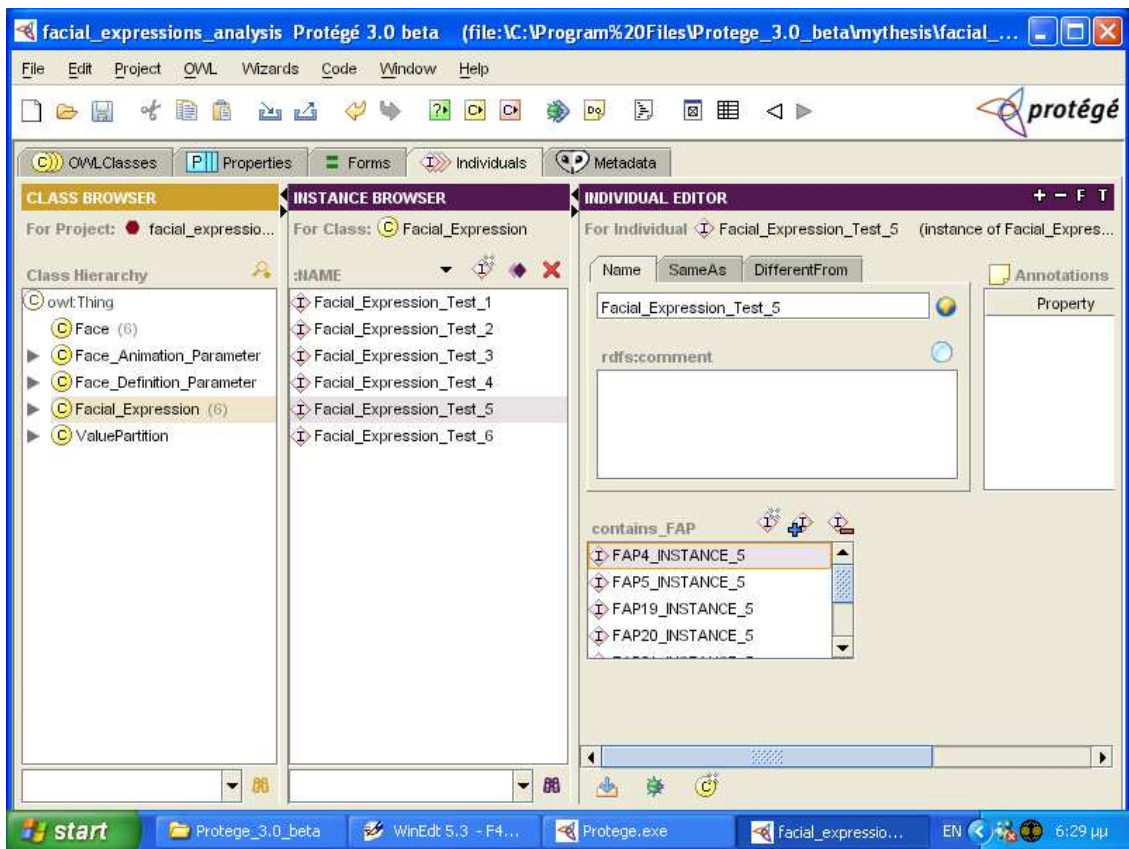 facial_expressions_analysis Protégé 3.0 beta (file:\C:\Program%20Files\Protege_3.0_beta\mythesis\facial_...
File Edit Project OWL Wizards Code Window Help
protégé
OWLClasses Properties Forms Individuals Metadata
CLASS BROWSER
For Project: facial_expressio...
Class Hierarchy
owl:Thing
Face (6)
Face_Animation_Parameter
Face_Definition_Parameter
Facial_Expression (6)
ValuePartition
INSTANCE BROWSER
For Class: Facial_Expression
:NAME
Facial_Expression_Test_1
Facial_Expression_Test_2
Facial_Expression_Test_3
Facial_Expression_Test_4
Facial_Expression_Test_5
Facial_Expression_Test_6
INDIVIDUAL EDITOR + - F T
For Individual Facial_Expression_Test_5 (instance of Facial_Expres...
Name SameAs DifferentFrom
Annotations
Facial_Expression_Test_5
Property
rdfs:comment
contains_FAP
FAP4_INSTANCE_5
FAP5_INSTANCE_5
FAP19_INSTANCE_5
FAP20_INSTANCE_5
start Protege_3.0_beta WinEdt 5.3 - F4... Protege.exe facial_expressio... EN 6:29 μμ